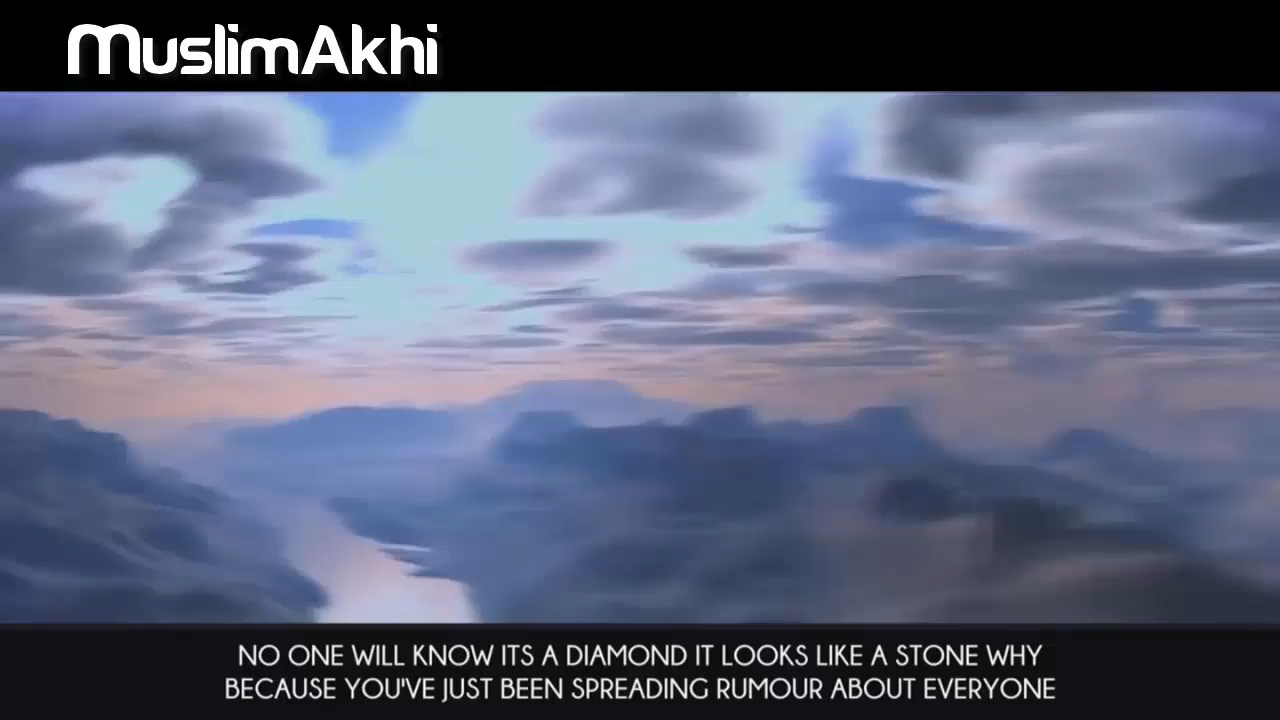 MuslimAkhi
NO ONE WILL KNOW ITS A DIAMOND IT LOOKS LIKE A STONE WHY
BECAUSE YOU'VE JUST BEEN SPREADING RUMOUR ABOUT EVERYONE